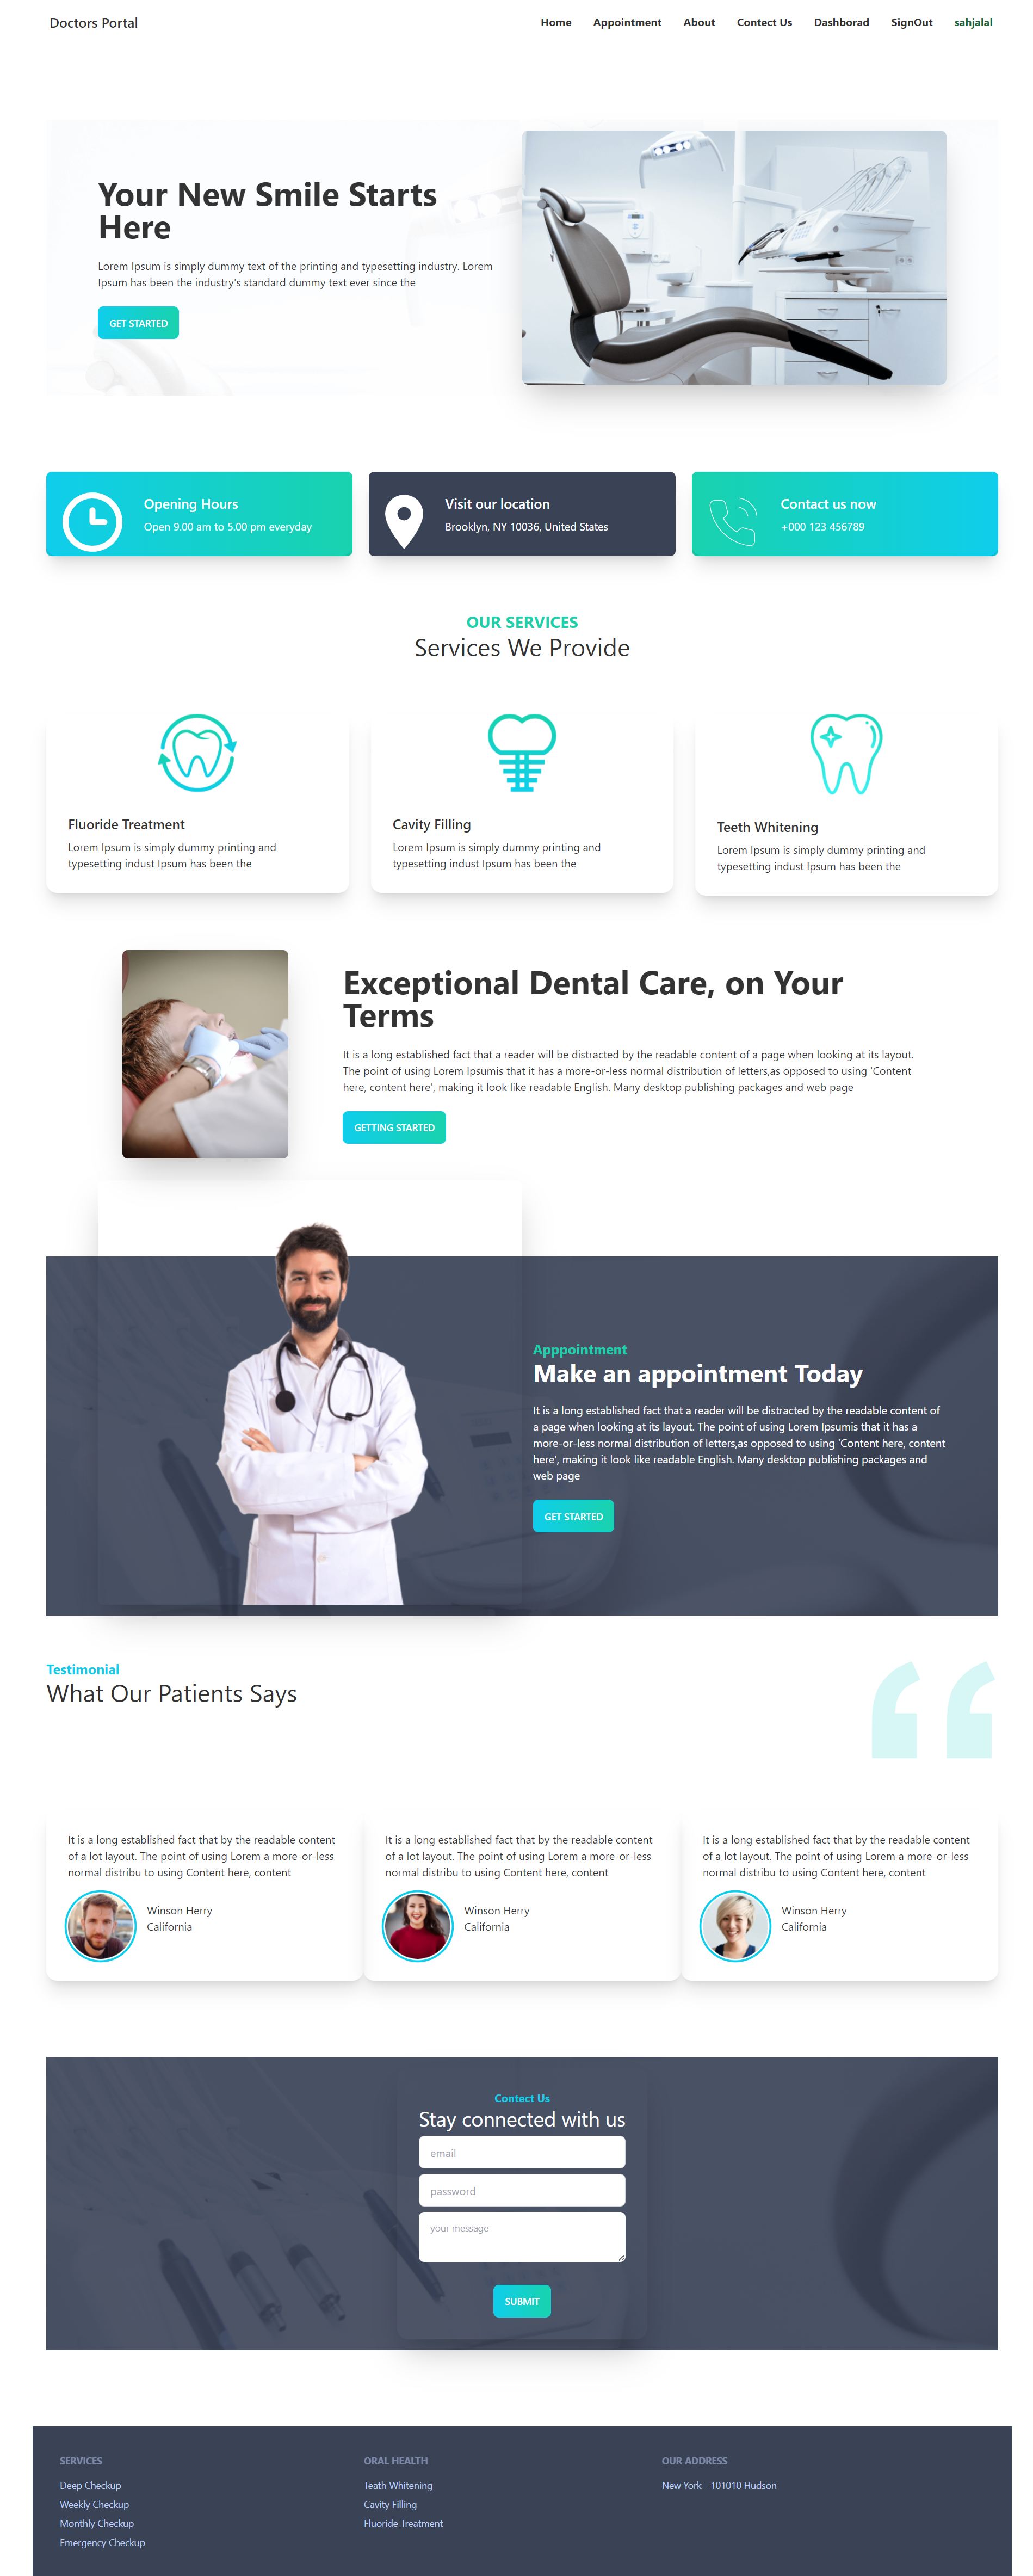 Doctors Portal
Home
Appointment
About
Contect Us
Dashborad
SignOut
sahjalal
Your New Smile Starts
Here
Lorem Ipsum is simply dummy text of the printing and typesetting industry. Lorem
Ipsum has been the industry's standard dummy text ever since the
GET STARTED
Opening Hours
Open 9.00 am to 5.00 pm everyday
Visit our location
Brooklyn, NY 10036, United States
Contact us now
+000 123 456789
OUR SERVICES
Services We Provide
Fluoride Treatment
Lorem Ipsum is simply dummy printing and
typesetting indust Ipsum has been the
Cavity Filling
Lorem Ipsum is simply dummy printing and
typesetting indust Ipsum has been the
Teeth Whitening
Lorem Ipsum is simply dummy printing and
typesetting indust Ipsum has been the
Exceptional Dental Care, on Your
Terms
It is a long established fact that a reader will be distracted by the readable content of a page when looking at its layout.
The point of using Lorem Ipsumis that it has a more-or-less normal distribution of letters,as opposed to using 'Content
here, content here', making it look like readable English. Many desktop publishing packages and web page
GETTING STARTED
Apppointment
Make an appointment Today
It is a long established fact that a reader will be distracted by the readable content of
a page when looking at its layout. The point of using Lorem Ipsumis that it has a
more-or-less normal distribution of letters,as opposed to using 'Content here, content
here', making it look like readable English. Many desktop publishing packages and
web page
GET STARTED
Testimonial
What Our Patients Says
It is a long established fact that by the readable content
of a lot layout. The point of using Lorem a more-or-less
normal distribu to using Content here, content
Winson Herry
California
It is a long established fact that by the readable content
of a lot layout. The point of using Lorem a more-or-less
normal distribu to using Content here, content
Winson Herry
California
It is a long established fact that by the readable content
of a lot layout. The point of using Lorem a more-or-less
normal distribu to using Content here, content
Winson Herry
California
Contect Us
Stay connected with us
email
password
your message
SUBMIT
SERVICES
Deep Checkup
Weekly Checkup
Monthly Checkup
Emergency Checkup
ORAL HEALTH
Teath Whitening
Cavity Filling
Fluoride Treatment
OUR ADDRESS
New York - 101010 Hudson